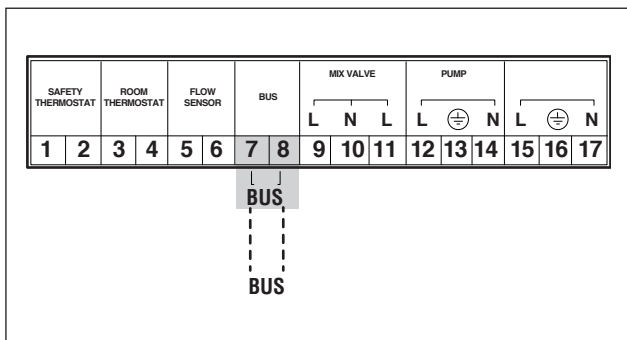 SAFETY THERMOSTAT ROOM THERMOSTAT FLOW SENSOR BUS MIX VALVE PUMP
L N L L N L N
1 2 3 4 5 6 7 8 9 10 11 12 13 14 15 16 17
BUS
BUS